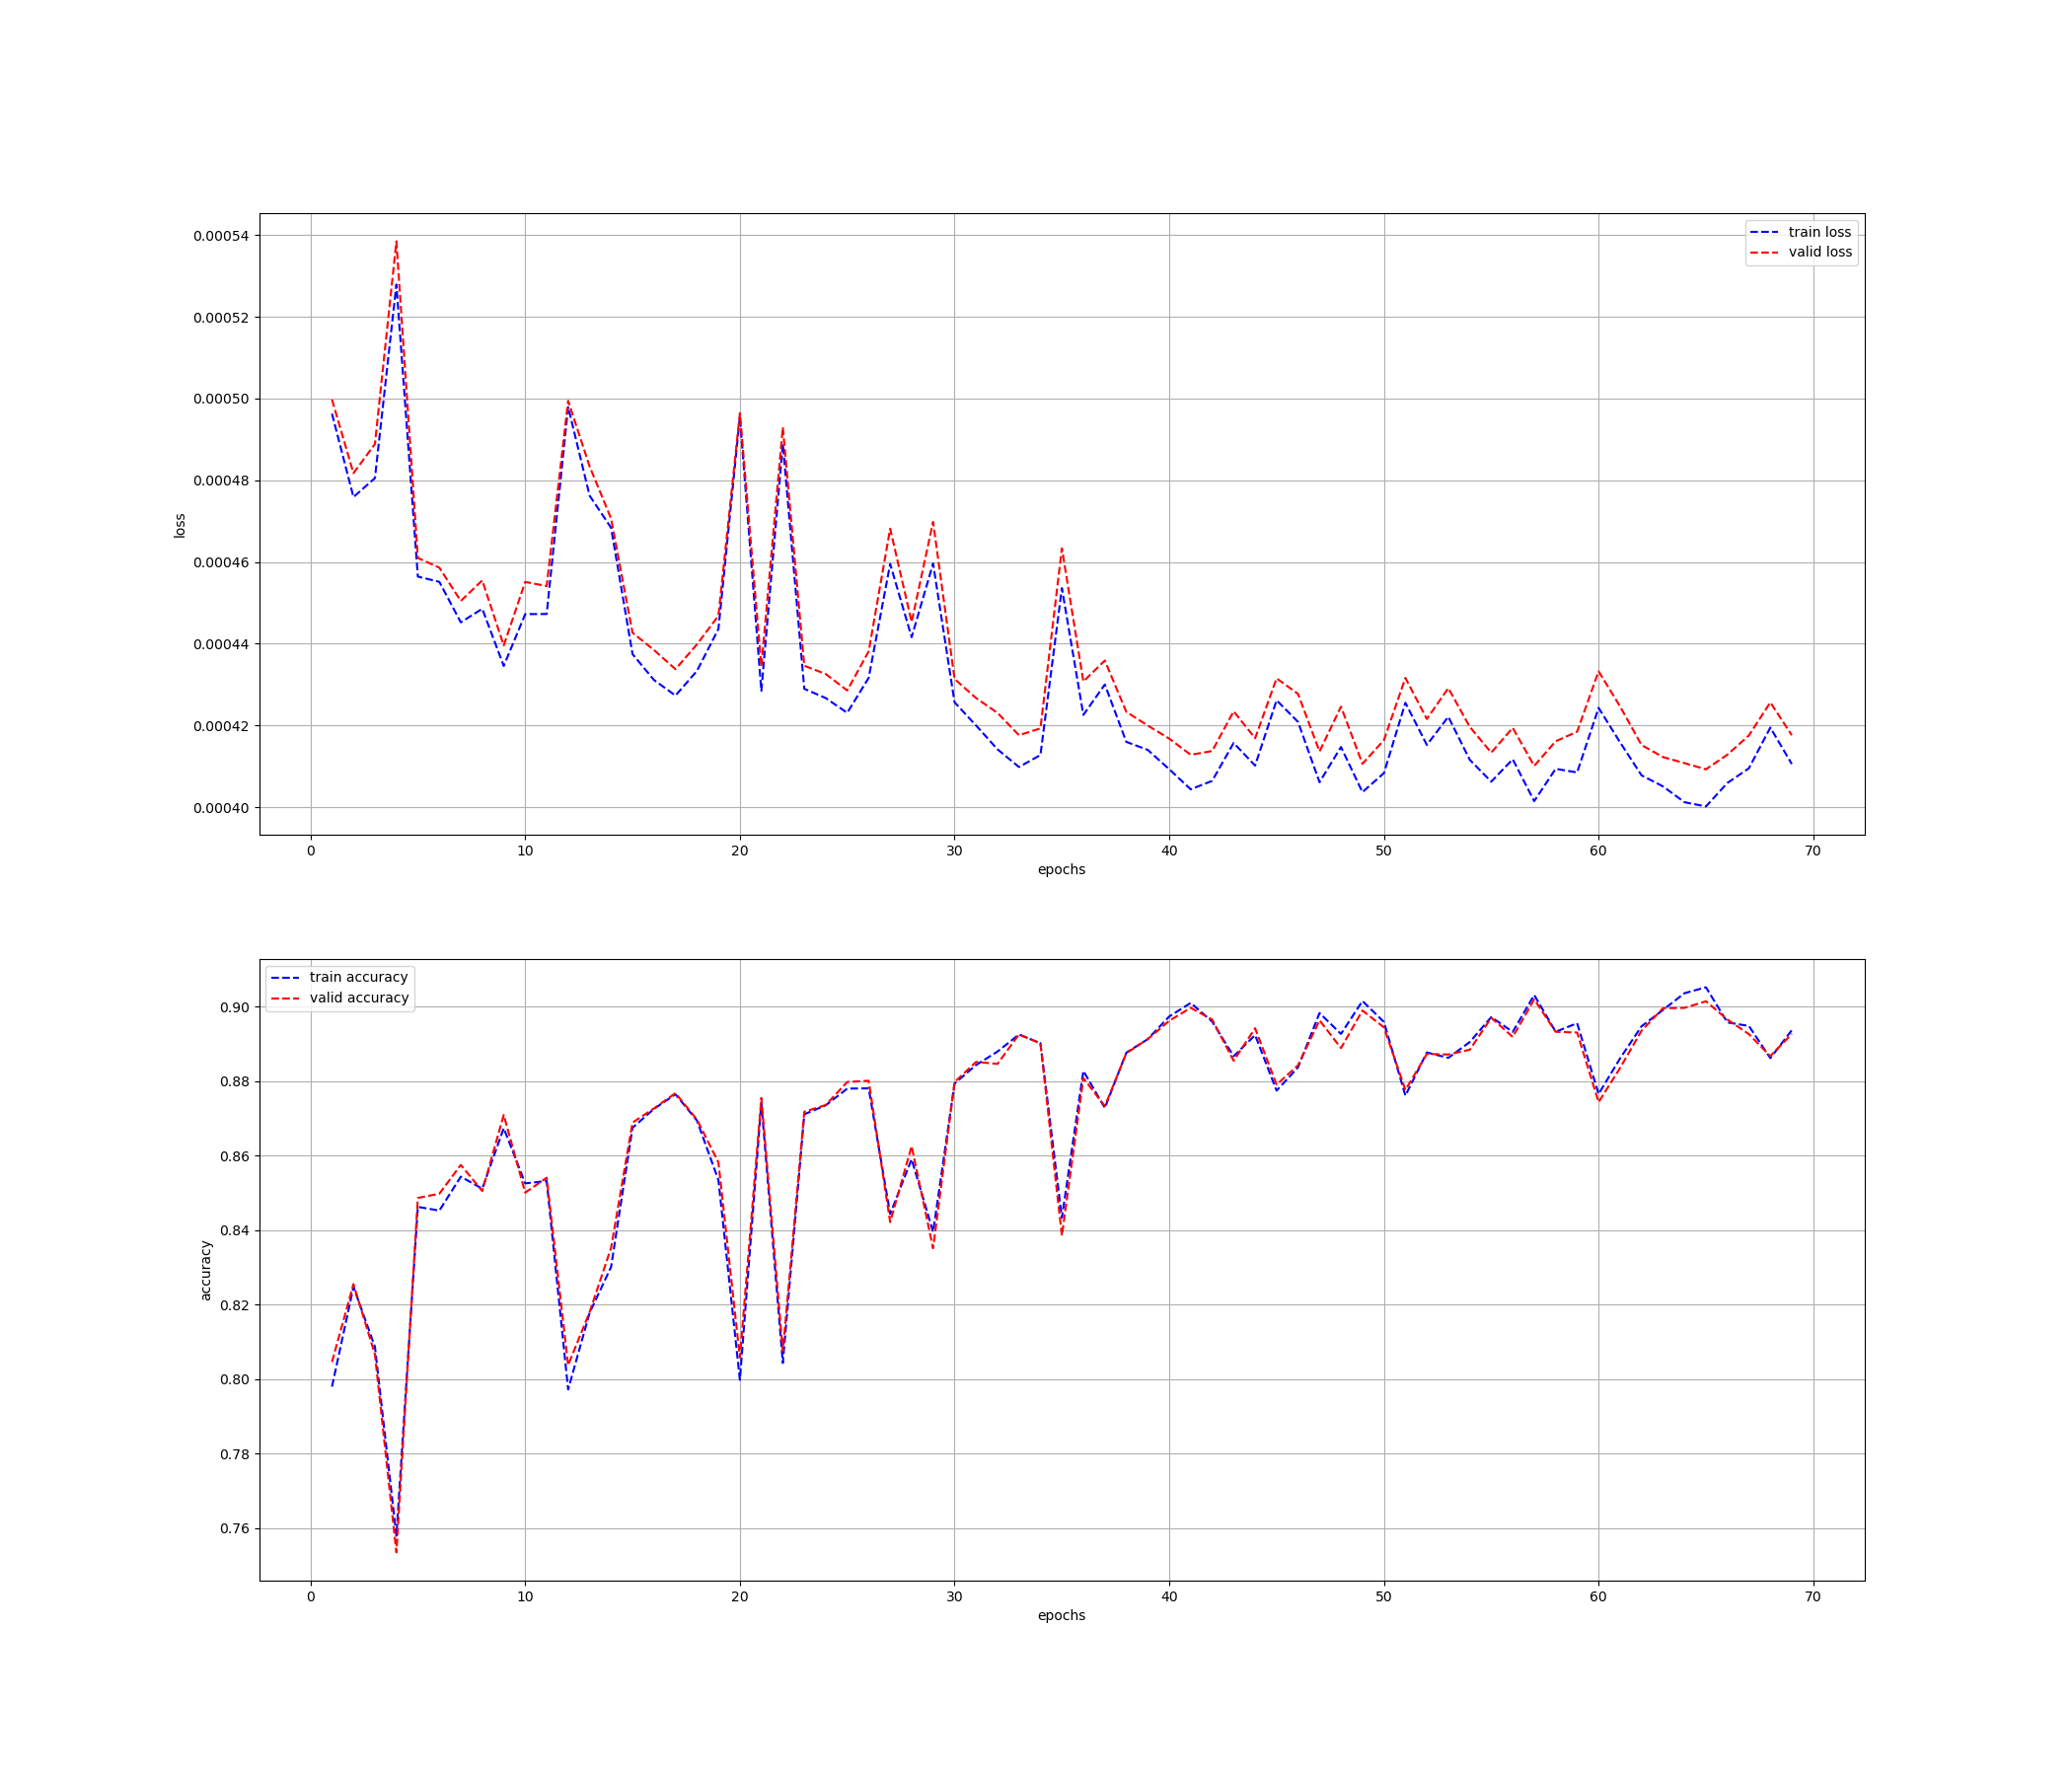 0.00054
0.00052
0.00050
0.00048
0.00046
0.00044
0.00042
0.00040
loss
train loss
valid loss
0 10 20 30 40 50 60 70
epochs
train accuracy
valid accuracy
0.90
0.88
0.86
0.84
0.82
0.80
0.78
0.76
accuracy
0 10 20 30 40 50 60 70
epochs